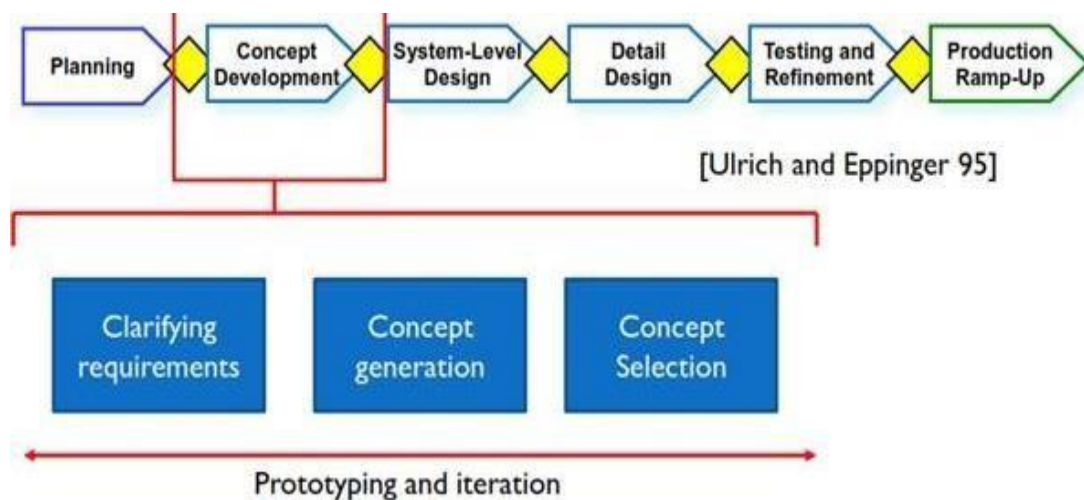 Planning
Concept
Development
System-Level
Design
Detail
Design
Testing and
Refinement
Production
Ramp-Up
[Ulrich and Eppinger 95]
Clarifying
requirements
Concept
generation
Concept
Selection
Prototyping and iteration